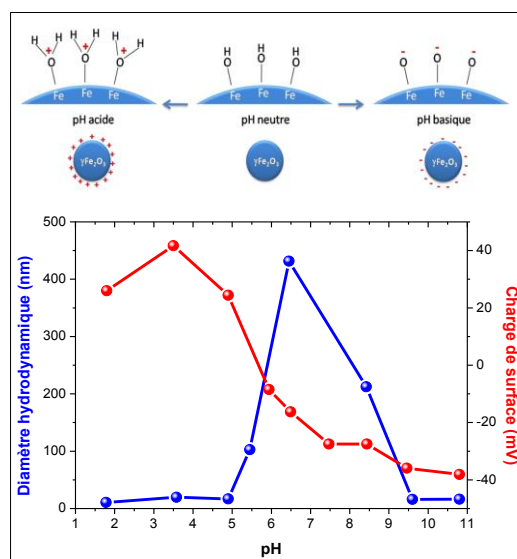 H H H H H H
+ + +
O O O
Fe Fe Fe
H H H
O O O
Fe Fe Fe
- - -
O O O
Fe Fe Fe
pH acide pH neutre pH basique
γFe₂O₃ γFe₂O₃ γFe₂O₃
Diamètre hydrodynamique (nm)
500
400
300
200
100
0
Charge de surface (mV)
40
20
0
-20
-40
1 2 3 4 5 6 7 8 9 10 11
pH